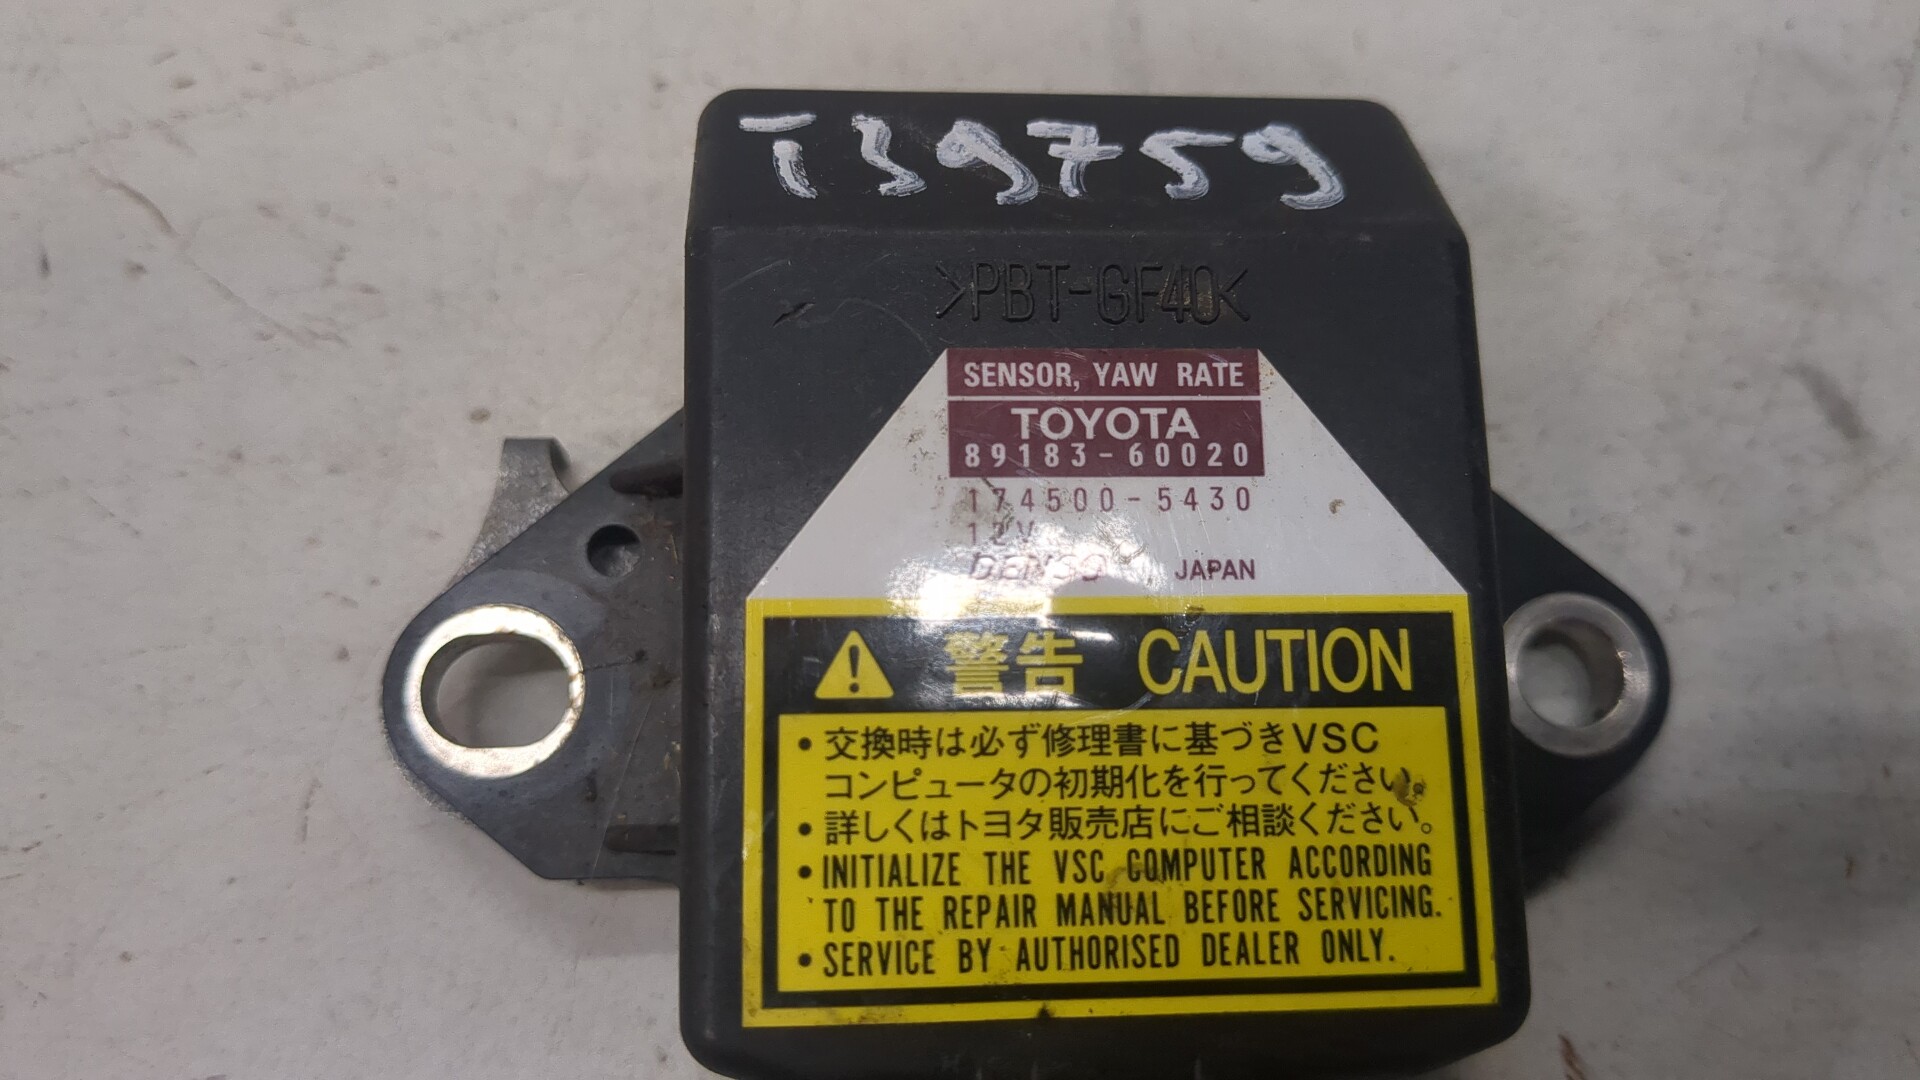 T39759
>PBT-GF40<
SENSOR, YAW RATE
TOYOTA
89183-60020
174500-5430
12V
DENSO JAPAN
警告 CAUTION
• 交換時は必ず修理書に基づきVSC
コンピュータの初期化を行ってください。
• 詳しくはトヨタ販売店にご相談ください。
• INITIALIZE THE VSC COMPUTER ACCORDING
TO THE REPAIR MANUAL BEFORE SERVICING.
• SERVICE BY AUTHORISED DEALER ONLY.